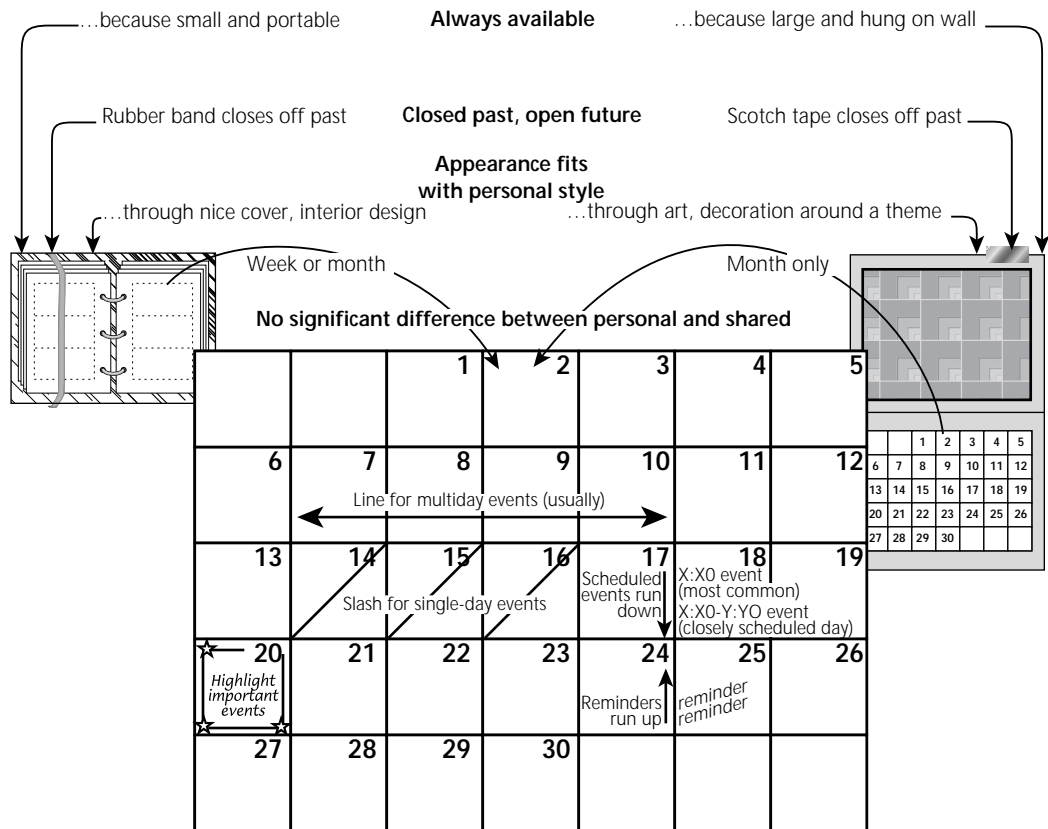 …because small and portable
Always available
…because large and hung on wall
Rubber band closes off past
Closed past, open future
Scotch tape closes off past
Appearance fits
with personal style
…through nice cover, interior design
…through art, decoration around a theme
Week or month
Month only
No significant difference between personal and shared
1 2 3 4 5
6 7 8 9 10 11 12
Line for multiday events (usually)
13 14 15 16 17 18 19
Slash for single-day events
Scheduled
events run
down
X:X0 event
(most common)
X:X0-Y:YO event
(closely scheduled day)
20 21 22 23 24 25 26
Highlight
important
events
Reminders
run up
reminder
reminder
27 28 29 30
1 2 3 4 5
6 7 8 9 10 11 12
13 14 15 16 17 18 19
20 21 22 23 24 25 26
27 28 29 30